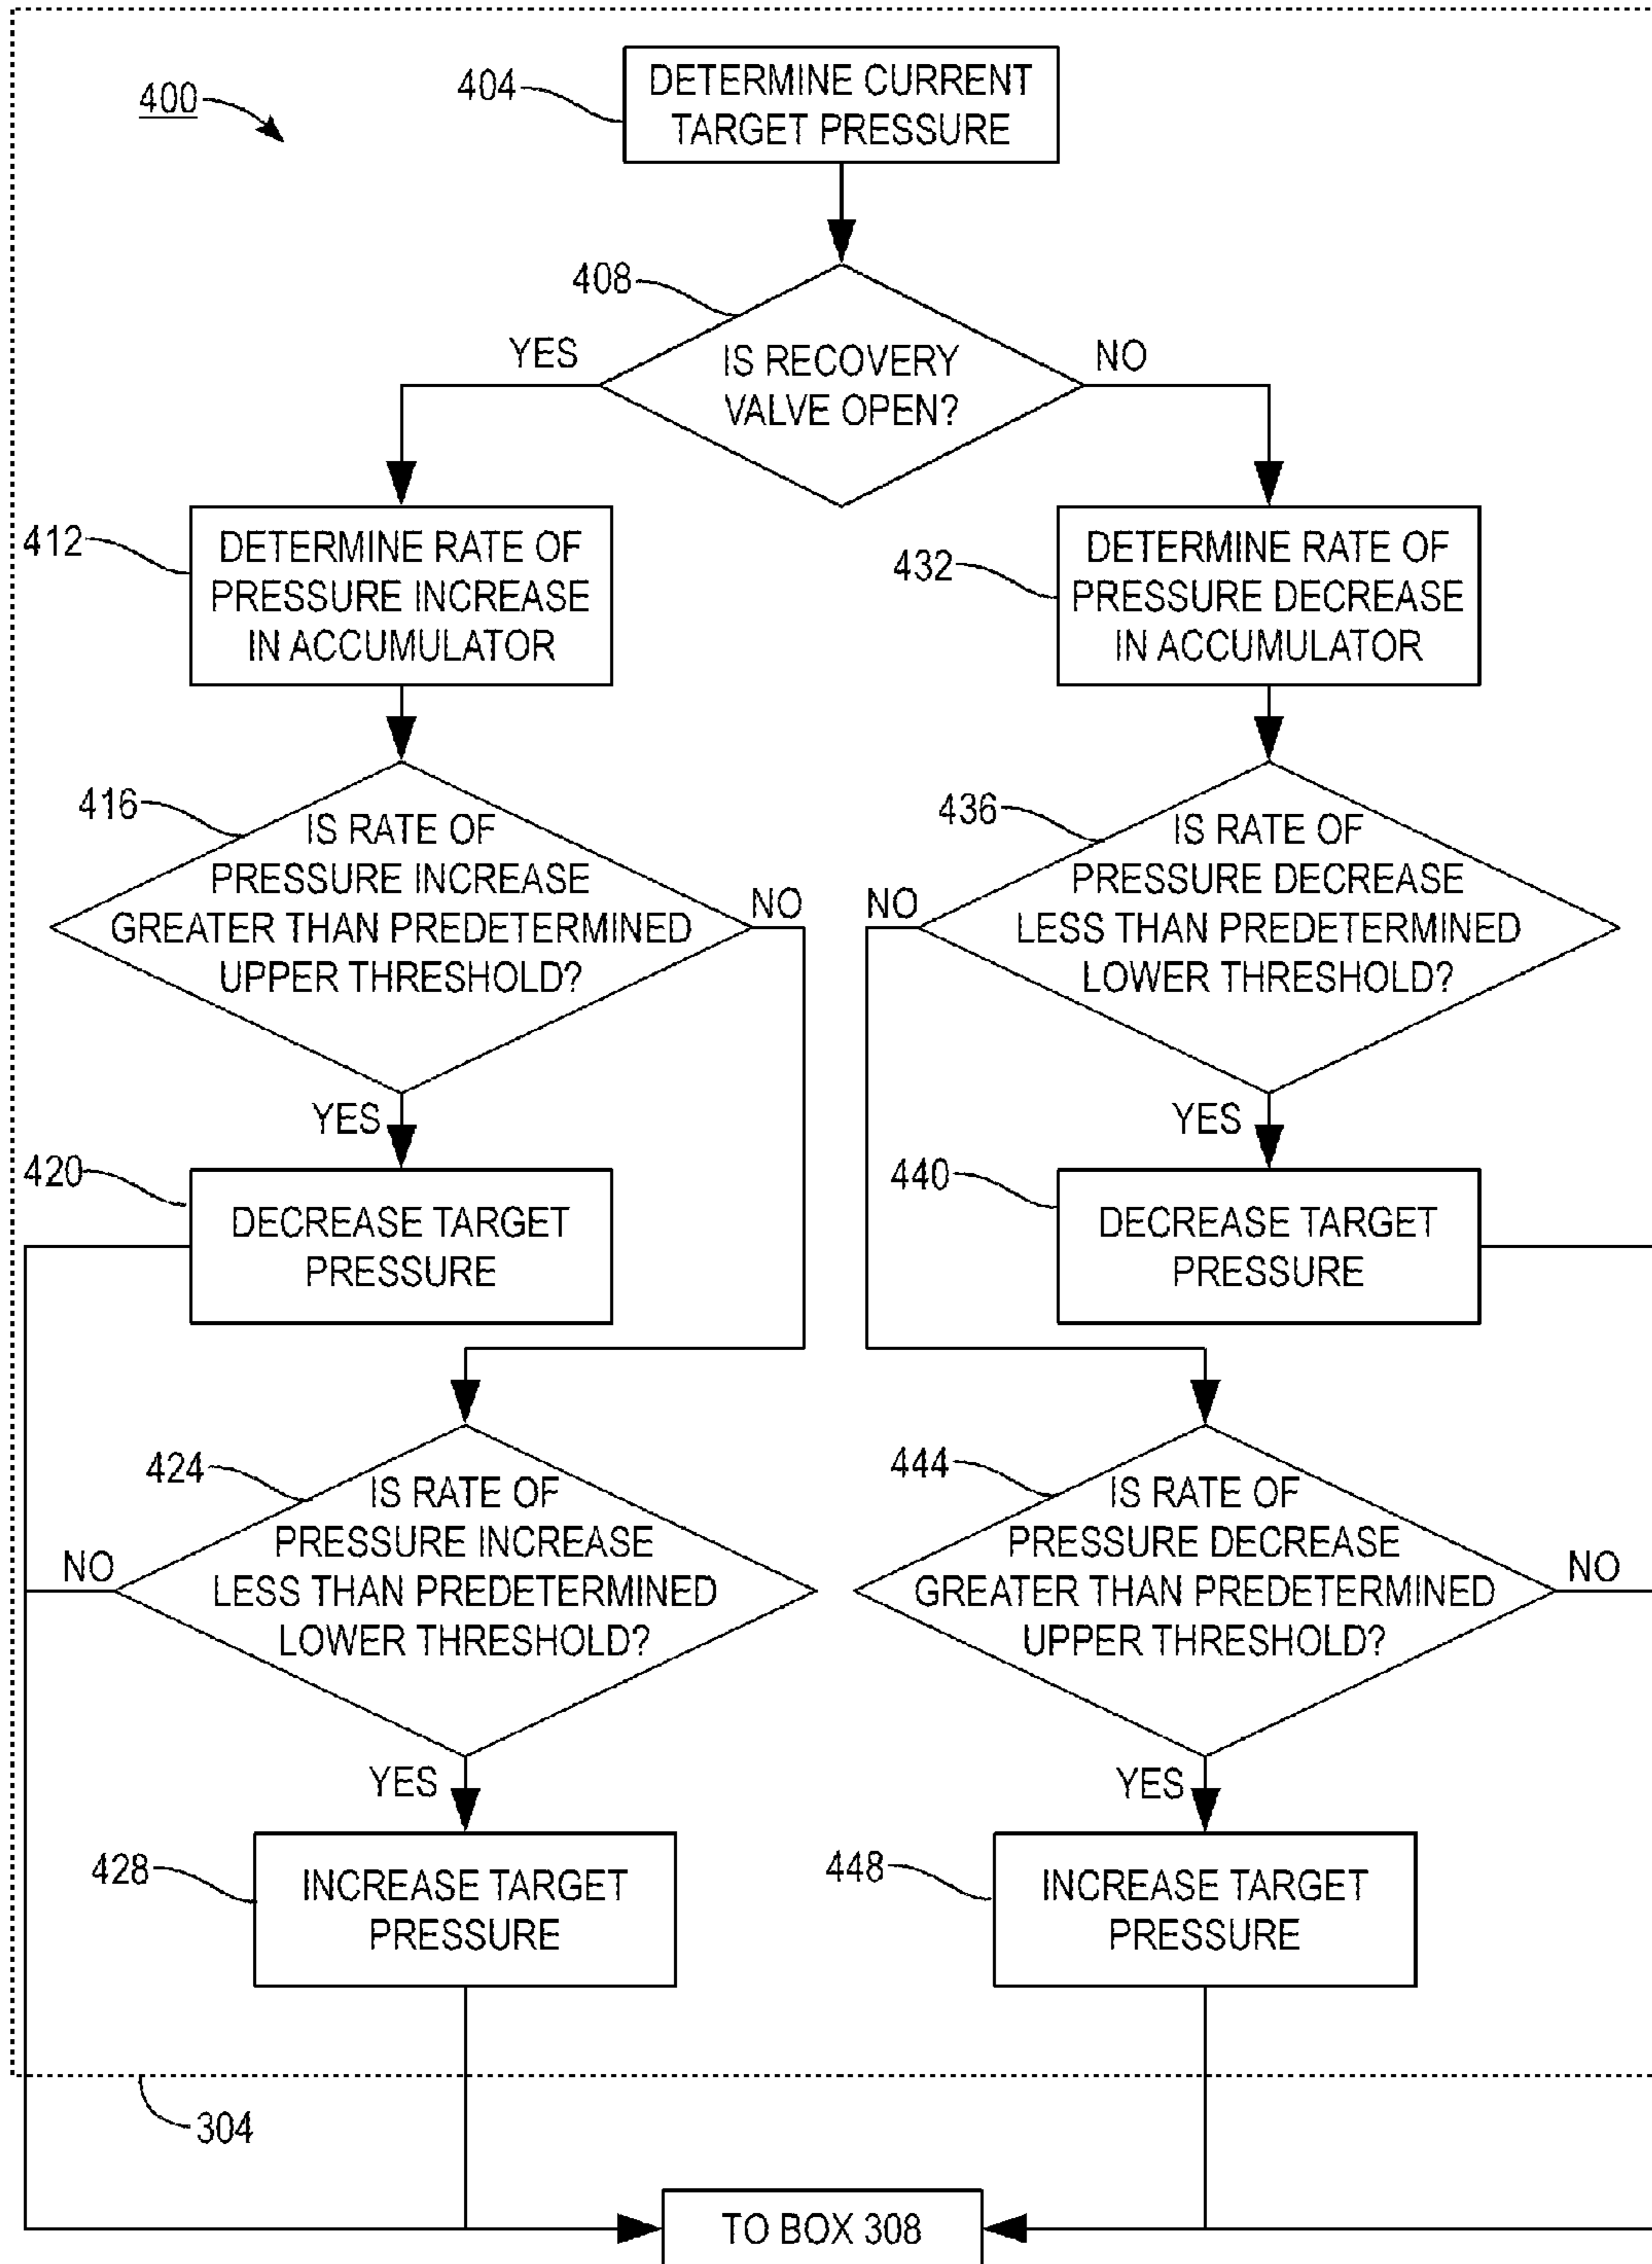 400
404
DETERMINE CURRENT
TARGET PRESSURE
408
YES
IS RECOVERY
VALVE OPEN?
NO
412
DETERMINE RATE OF
PRESSURE INCREASE
IN ACCUMULATOR
432
DETERMINE RATE OF
PRESSURE DECREASE
IN ACCUMULATOR
416
IS RATE OF
PRESSURE INCREASE
GREATER THAN PREDETERMINED
UPPER THRESHOLD?
NO
436
IS RATE OF
PRESSURE DECREASE
LESS THAN PREDETERMINED
LOWER THRESHOLD?
NO
YES
YES
420
DECREASE TARGET
PRESSURE
440
DECREASE TARGET
PRESSURE
424
IS RATE OF
PRESSURE INCREASE
LESS THAN PREDETERMINED
LOWER THRESHOLD?
NO
444
IS RATE OF
PRESSURE DECREASE
GREATER THAN PREDETERMINED
UPPER THRESHOLD?
NO
YES
YES
428
INCREASE TARGET
PRESSURE
448
INCREASE TARGET
PRESSURE
304
TO BOX 308